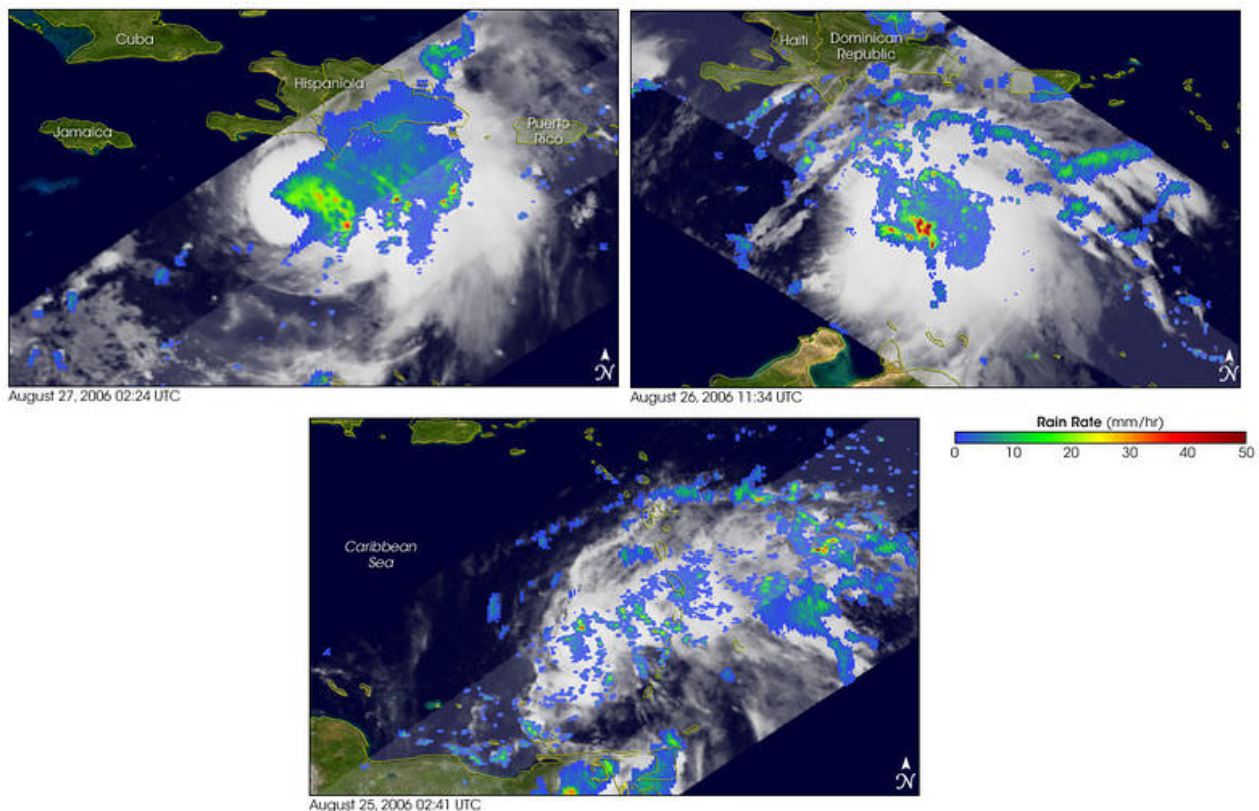 Cuba
Hispaniola
Jamaica
Puerto
Rico
N
August 27, 2006 02:24 UTC
Haiti
Dominican
Republic
N
August 26, 2006 11:34 UTC
Rain Rate (mm/hr)
0 10 20 30 40 50
Caribbean
Sea
N
August 25, 2006 02:41 UTC